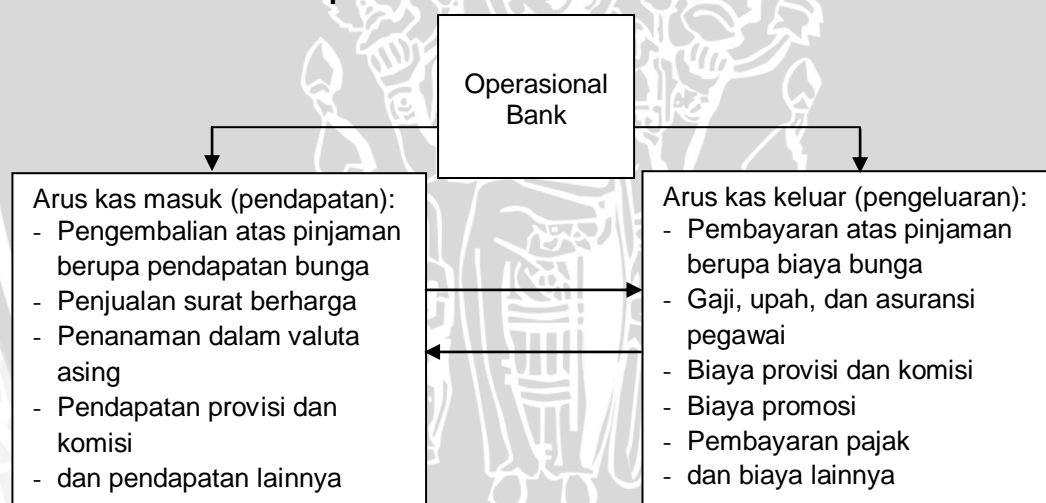 Operasional
Bank
Arus kas masuk (pendapatan):
- Pengembalian atas pinjaman
berupa pendapatan bunga
- Penjualan surat berharga
- Penanaman dalam valuta
asing
- Pendapatan provisi dan
komisi
- dan pendapatan lainnya
Arus kas keluar (pengeluaran):
- Pembayaran atas pinjaman
berupa biaya bunga
- Gaji, upah, dan asuransi
pegawai
- Biaya provisi dan komisi
- Biaya promosi
- Pembayaran pajak
- dan biaya lainnya